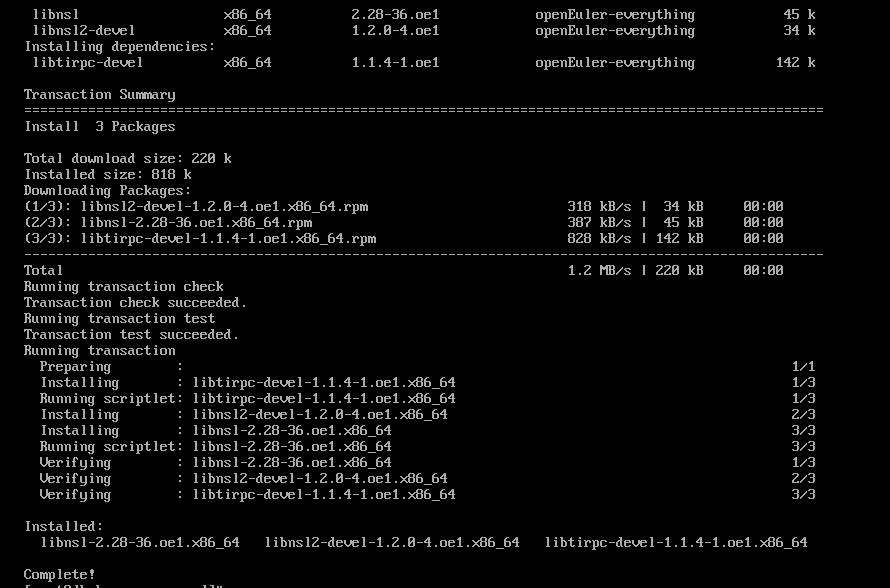 libnsl x86_64 2.28-36.oe1 openEuler-everything 45 k
libnsl2-devel x86_64 1.2.0-4.oe1 openEuler-everything 34 k
Installing dependencies:
libtirpc-devel x86_64 1.1.4-1.oe1 openEuler-everything 142 k
Transaction Summary
====================================================================================================
Install  3 Packages
Total download size: 220 k
Installed size: 818 k
Downloading Packages:
(1/3): libnsl2-devel-1.2.0-4.oe1.x86_64.rpm 318 kB/s | 34 kB 00:00
(2/3): libnsl-2.28-36.oe1.x86_64.rpm 387 kB/s | 45 kB 00:00
(3/3): libtirpc-devel-1.1.4-1.oe1.x86_64.rpm 828 kB/s | 142 kB 00:00
----------------------------------------------------------------------------------------------------
Total 1.2 MB/s | 220 kB 00:00
Running transaction check
Transaction check succeeded.
Running transaction test
Transaction test succeeded.
Running transaction
Preparing : 1/1
Installing : libtirpc-devel-1.1.4-1.oe1.x86_64 1/3
Running scriptlet: libtirpc-devel-1.1.4-1.oe1.x86_64 1/3
Installing : libnsl2-devel-1.2.0-4.oe1.x86_64 2/3
Installing : libnsl-2.28-36.oe1.x86_64 3/3
Running scriptlet: libnsl-2.28-36.oe1.x86_64 3/3
Verifying : libnsl-2.28-36.oe1.x86_64 1/3
Verifying : libnsl2-devel-1.2.0-4.oe1.x86_64 2/3
Verifying : libtirpc-devel-1.1.4-1.oe1.x86_64 3/3
Installed:
libnsl-2.28-36.oe1.x86_64 libnsl2-devel-1.2.0-4.oe1.x86_64 libtirpc-devel-1.1.4-1.oe1.x86_64
Complete!